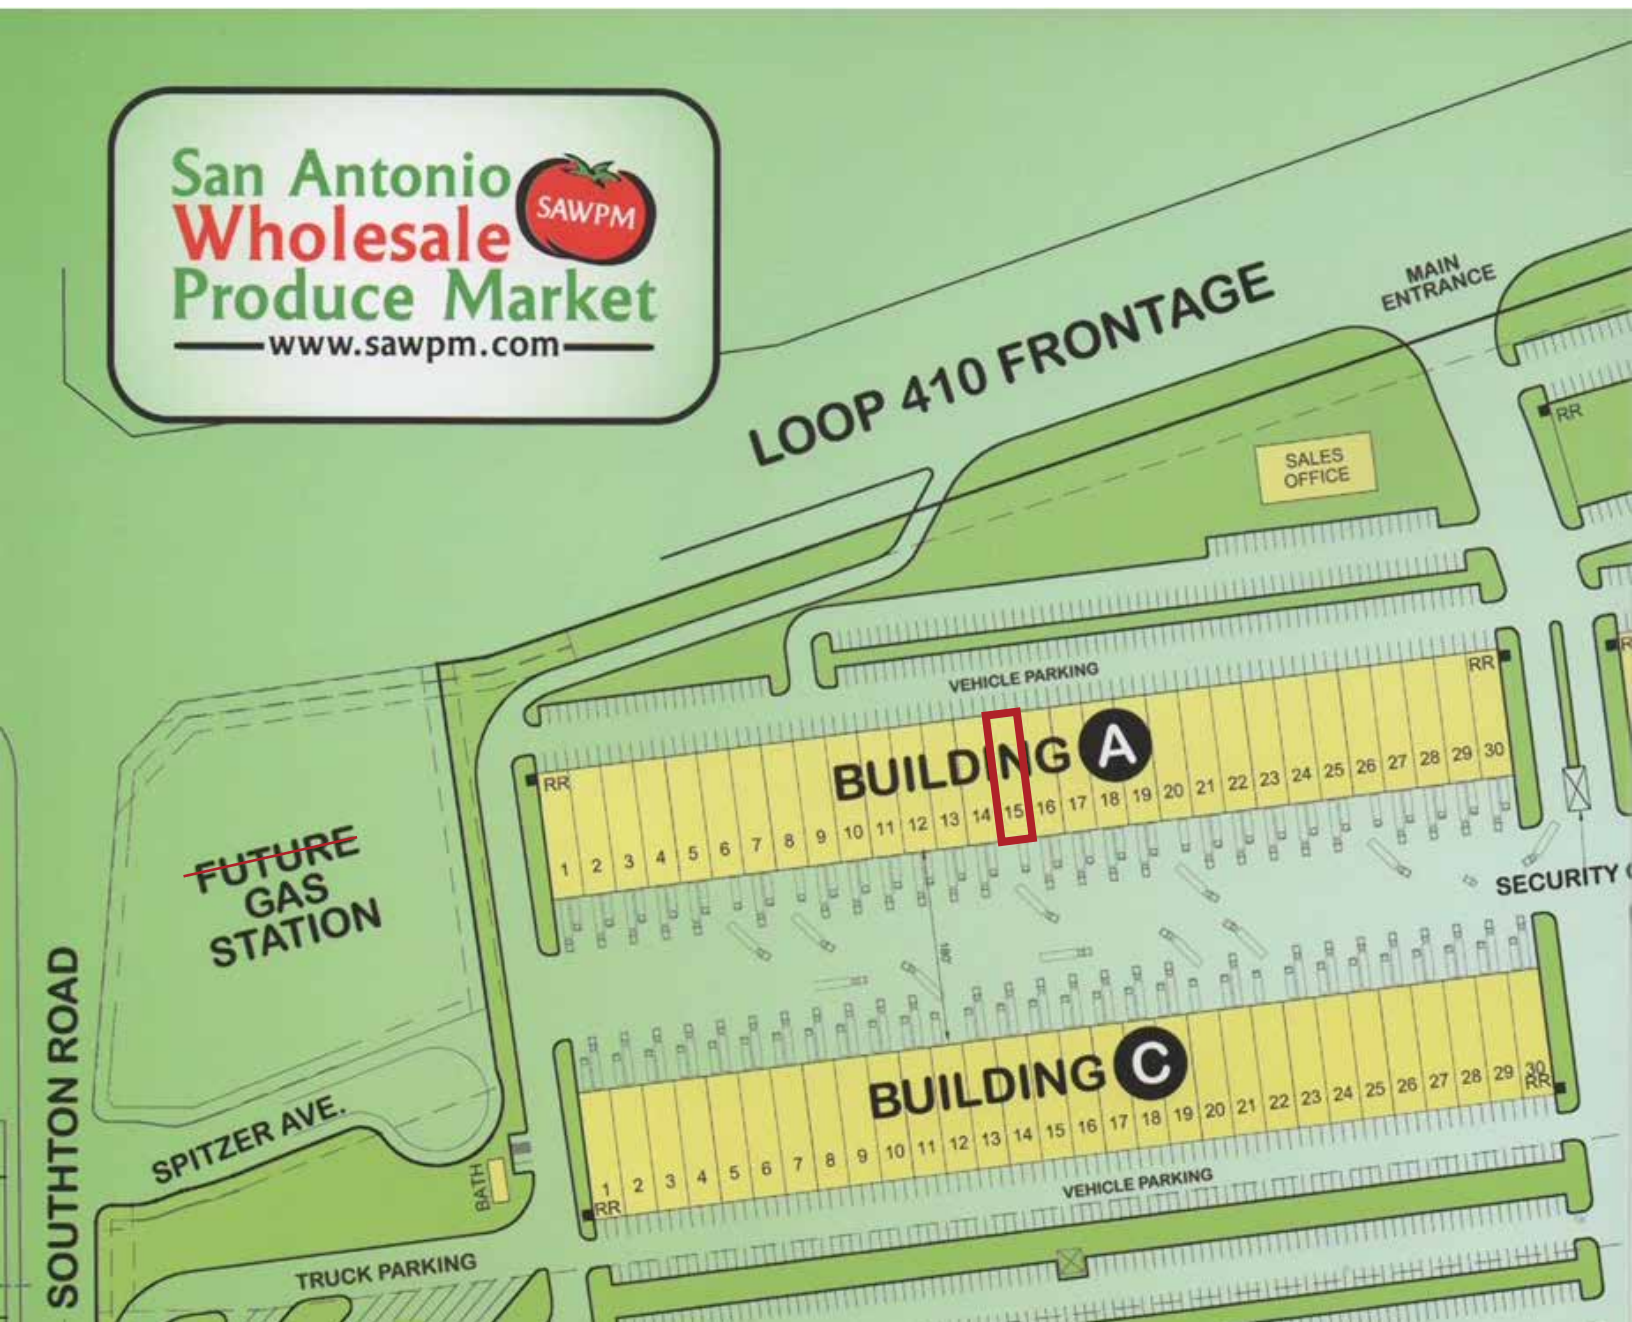 San Antonio
Wholesale
Produce Market
SAWPM
www.sawpm.com
LOOP 410 FRONTAGE
MAIN
ENTRANCE
RR
SALES
OFFICE
VEHICLE PARKING
RR
RR
BUILDING A
1 2 3 4 5 6 7 8 9 10 11 12 13 14 15 16 17 18 19 20 21 22 23 24 25 26 27 28 29 30
FUTURE
GAS
STATION
SECURITY
180'
SOUTHTON ROAD
SPITZER AVE.
BATH
BUILDING C
1 2 3 4 5 6 7 8 9 10 11 12 13 14 15 16 17 18 19 20 21 22 23 24 25 26 27 28 29 30
RR
RR
VEHICLE PARKING
TRUCK PARKING